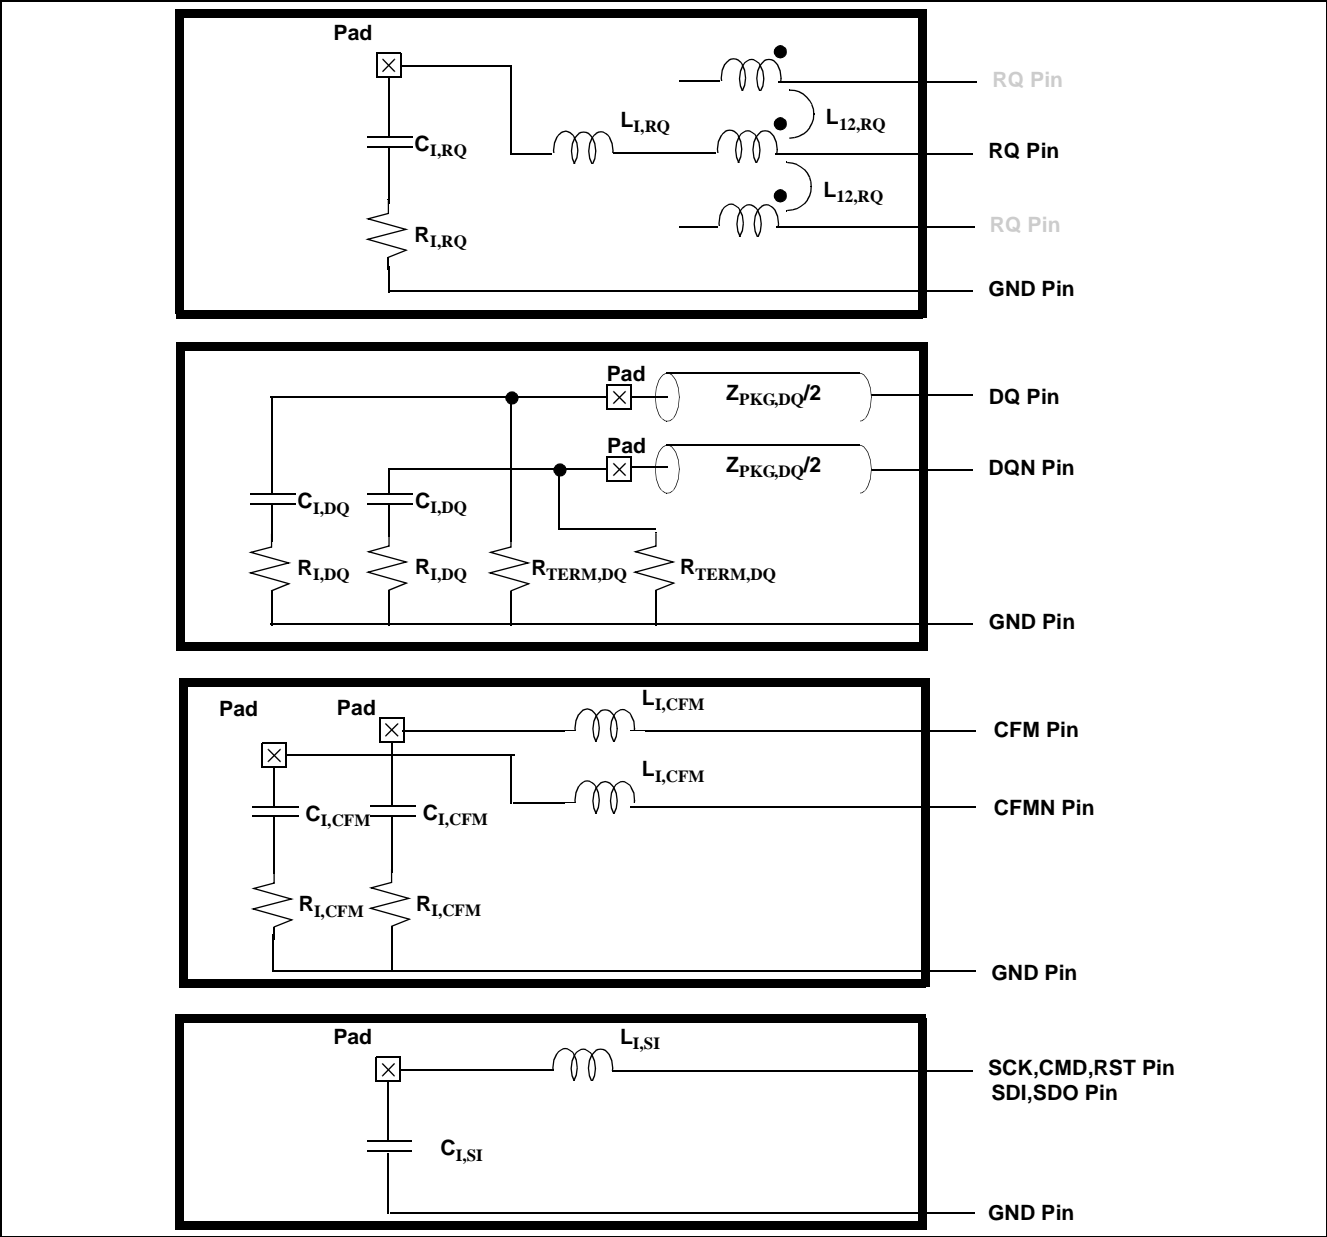 Pad
RQ Pin
L12,RQ
LI,RQ
CI,RQ
RQ Pin
L12,RQ
RI,RQ
RQ Pin
GND Pin
Pad
ZPKG,DQ/2
DQ Pin
Pad
ZPKG,DQ/2
DQN Pin
CI,DQ
CI,DQ
RI,DQ
RI,DQ
RTERM,DQ
RTERM,DQ
GND Pin
LI,CFM
Pad
Pad
CFM Pin
LI,CFM
CI,CFM
CI,CFM
CFMN Pin
RI,CFM
RI,CFM
GND Pin
Pad
LI,SI
SCK,CMD,RST Pin
SDI,SDO Pin
CI,SI
GND Pin